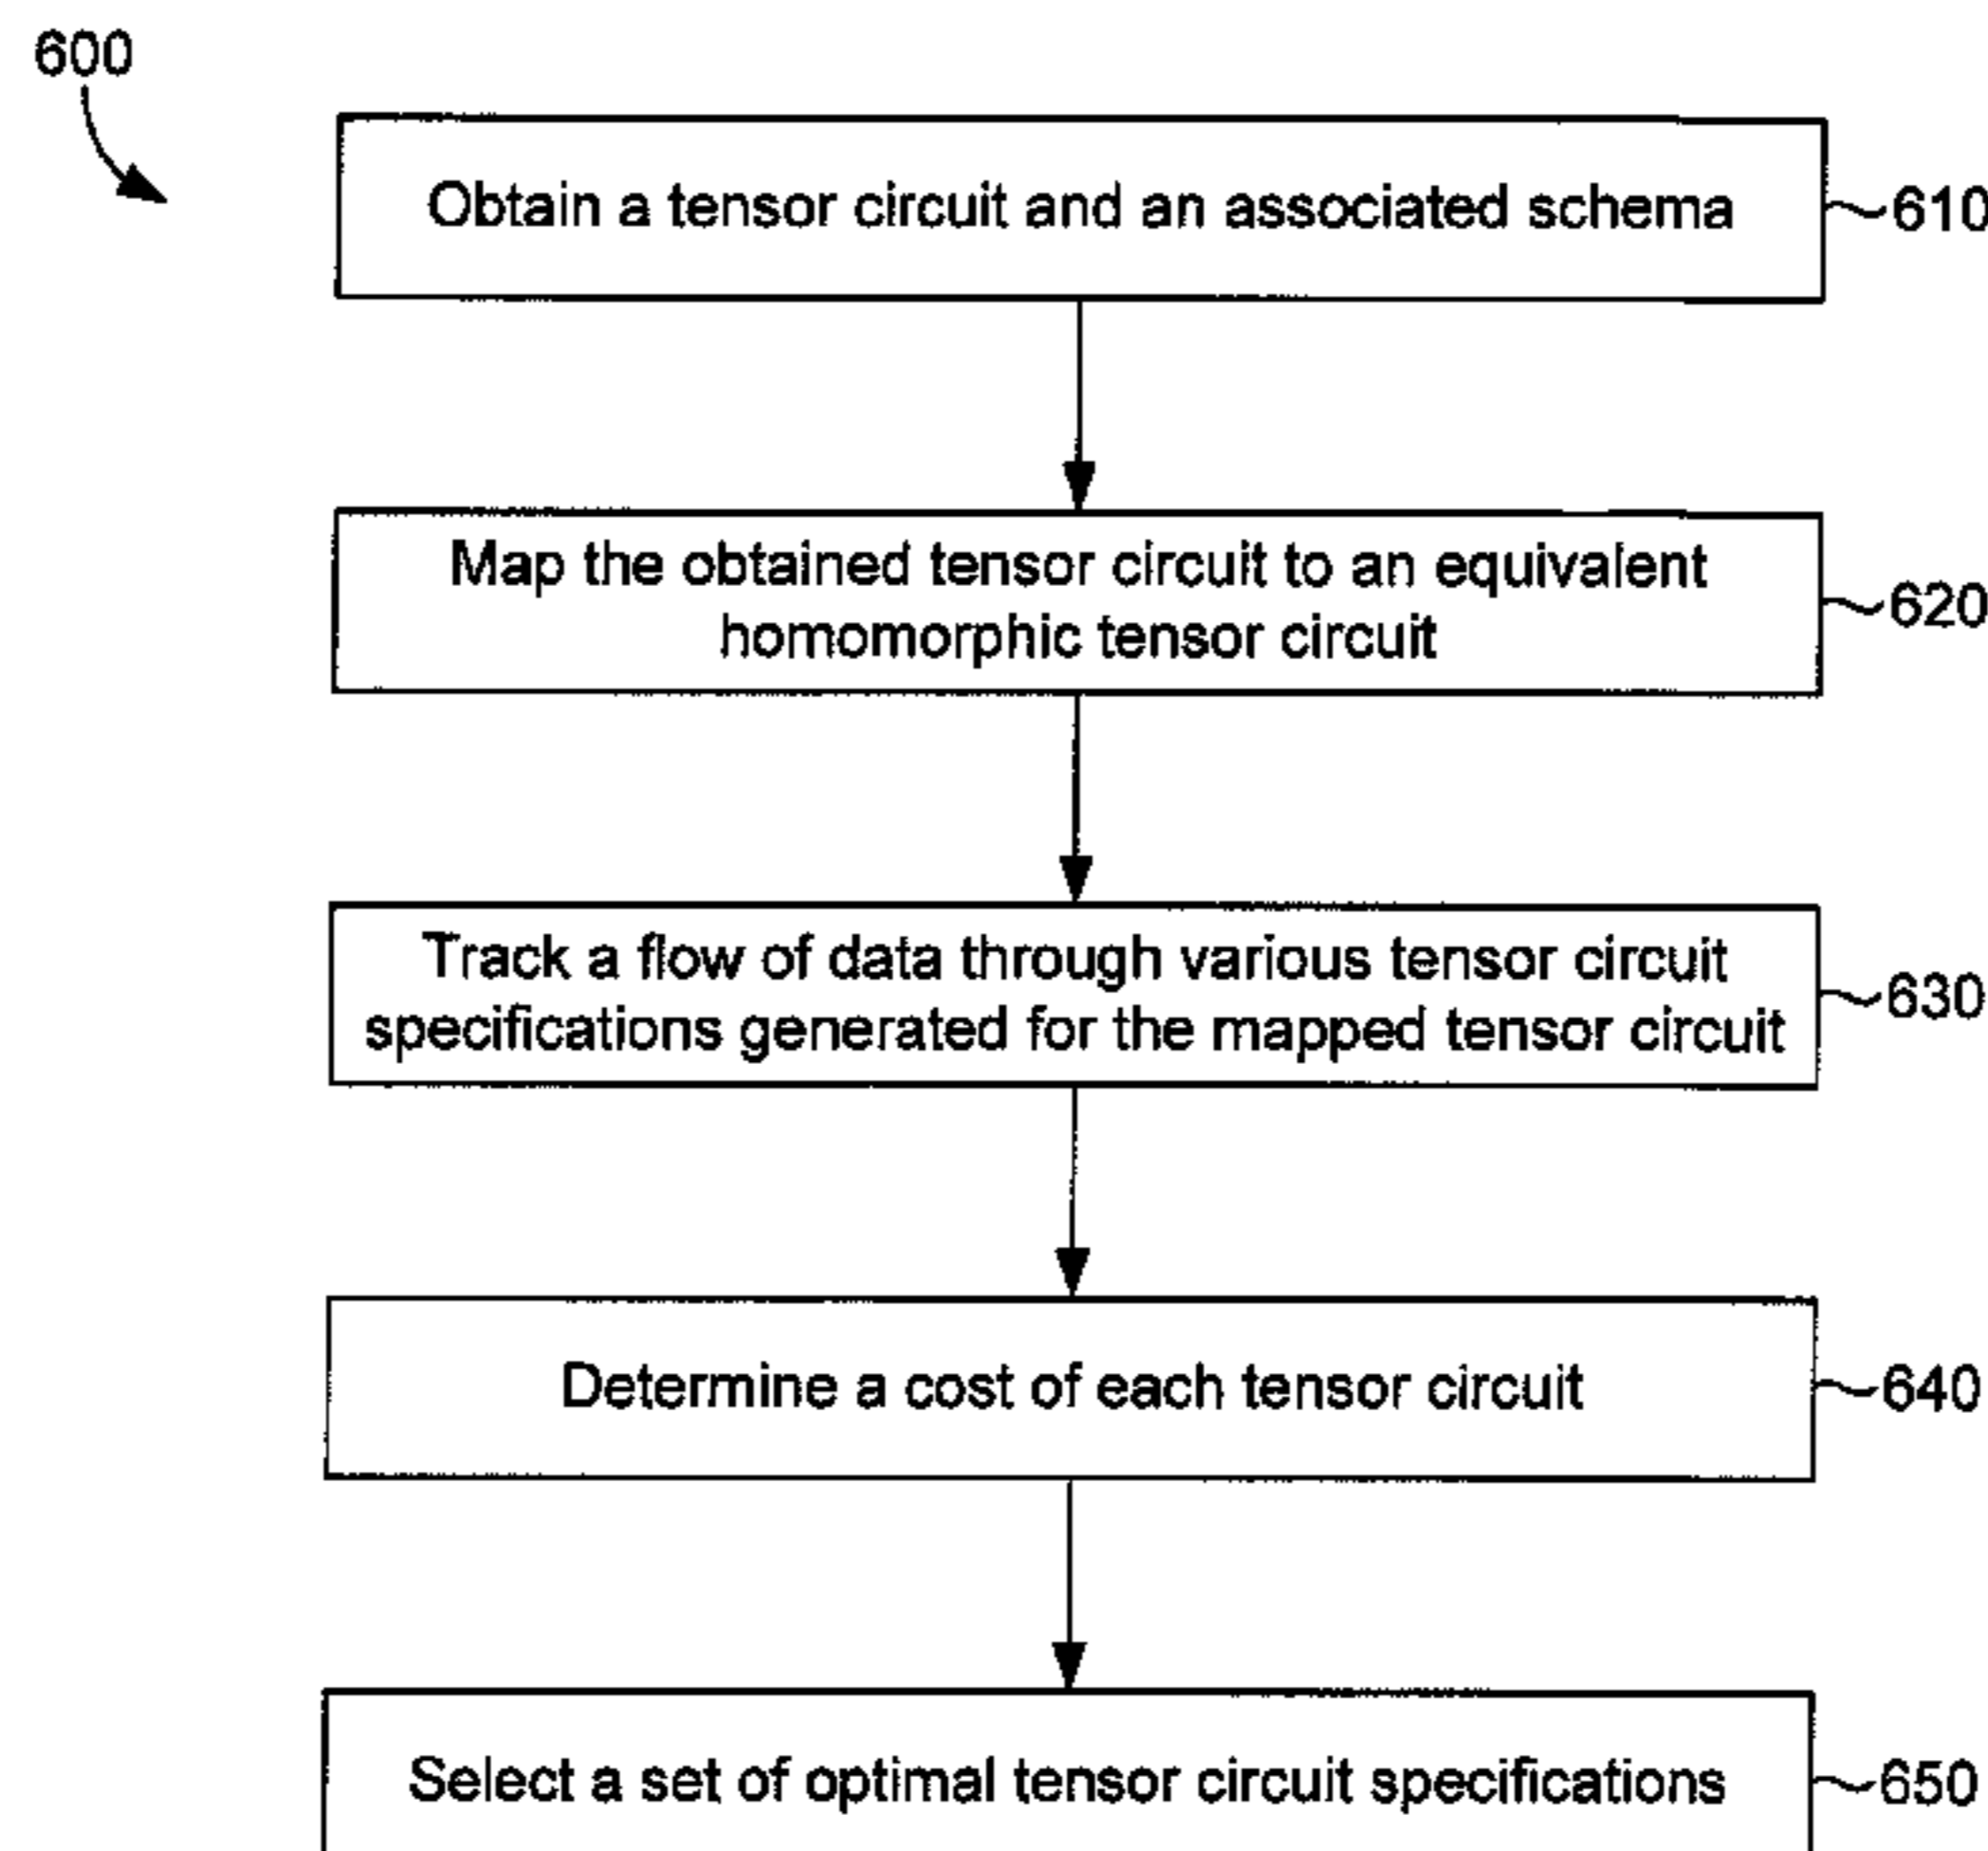 600
Obtain a tensor circuit and an associated schema
610
Map the obtained tensor circuit to an equivalent
homomorphic tensor circuit
620
Track a flow of data through various tensor circuit
specifications generated for the mapped tensor circuit
630
Determine a cost of each tensor circuit
640
Select a set of optimal tensor circuit specifications
650